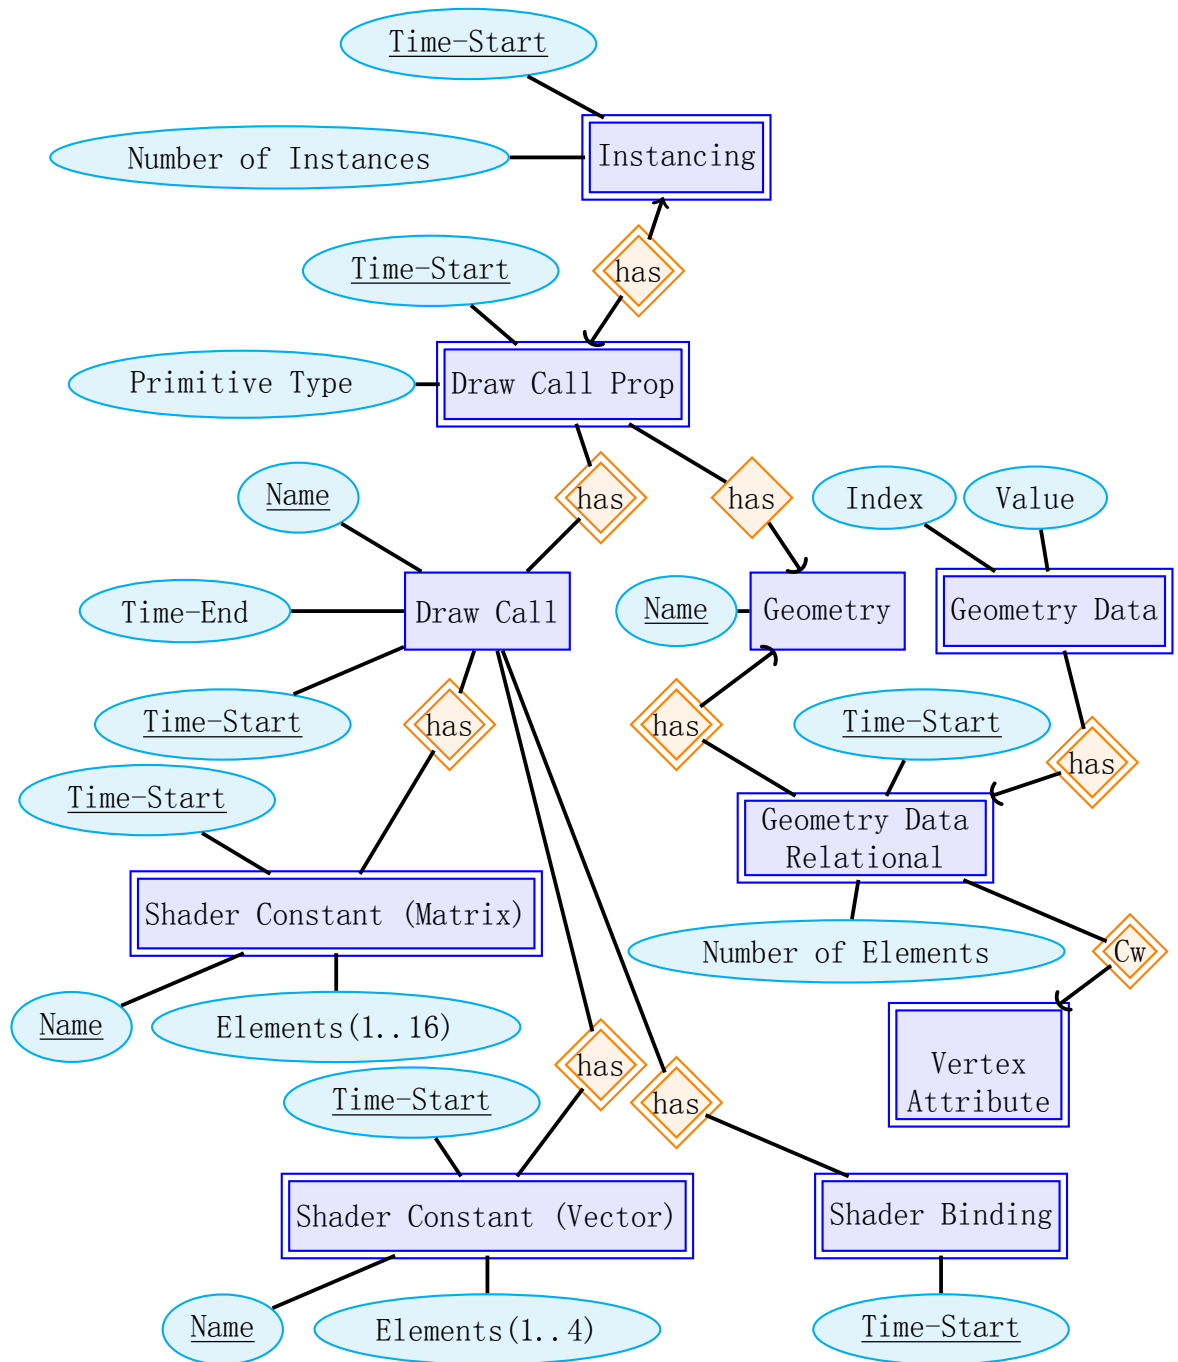 Time-Start
Number of Instances
Instancing
has
Time-Start
Primitive Type
Draw Call Prop
Name
has
has
Index
Value
Time-End
Draw Call
Name
Geometry
Geometry Data
Time-Start
has
has
Time-Start
has
Time-Start
Geometry Data
Relational
Shader Constant (Matrix)
Number of Elements
Cw
Name
Elements(1..16)
has
Vertex
Attribute
Time-Start
has
Shader Constant (Vector)
Shader Binding
Name
Elements(1..4)
Time-Start